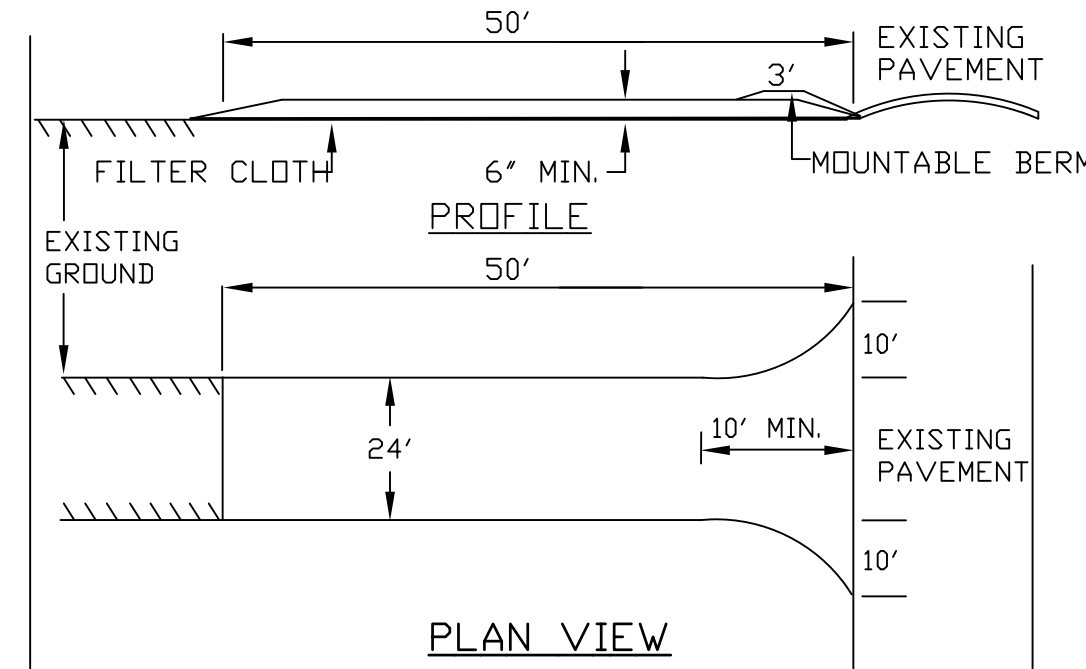 50'
EXISTING
PAVEMENT
3'
FILTER CLOTH
6" MIN.
MOUNTABLE BERM
PROFILE
EXISTING
GROUND
50'
10'
10' MIN.
24'
EXISTING
PAVEMENT
10'
PLAN VIEW